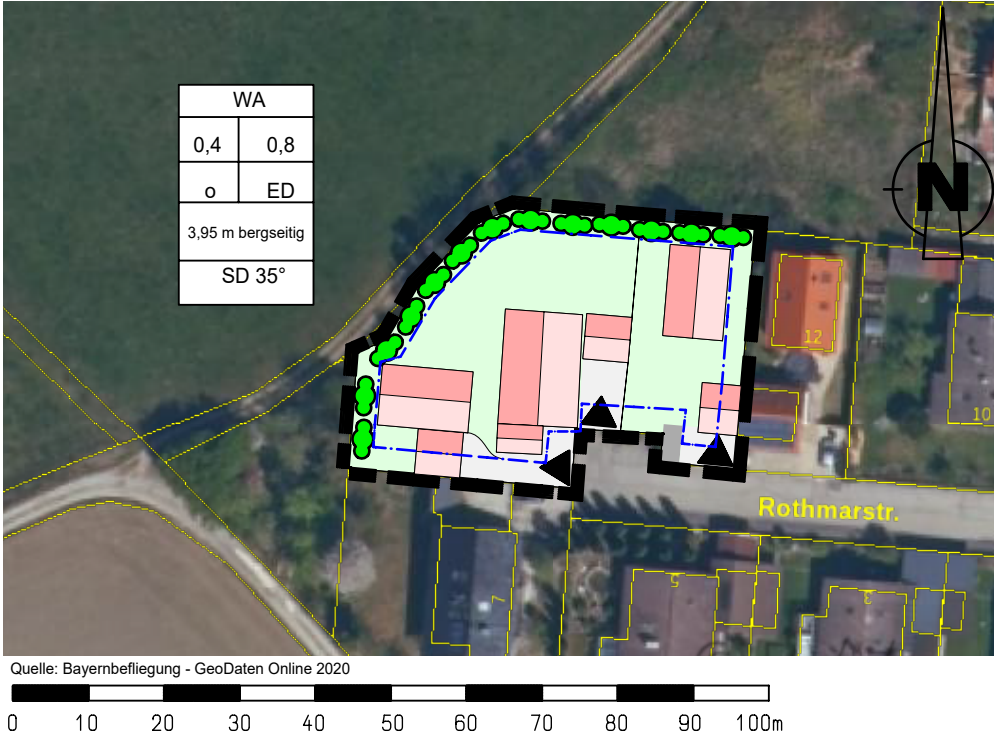 WA
0,4 0,8
o ED
3,95 m bergseitig
SD 35°
N
12
10
Rothmarstr.
7
5
3
Quelle: Bayernbefliegung - GeoDaten Online 2020
0 10 20 30 40 50 60 70 80 90 100m